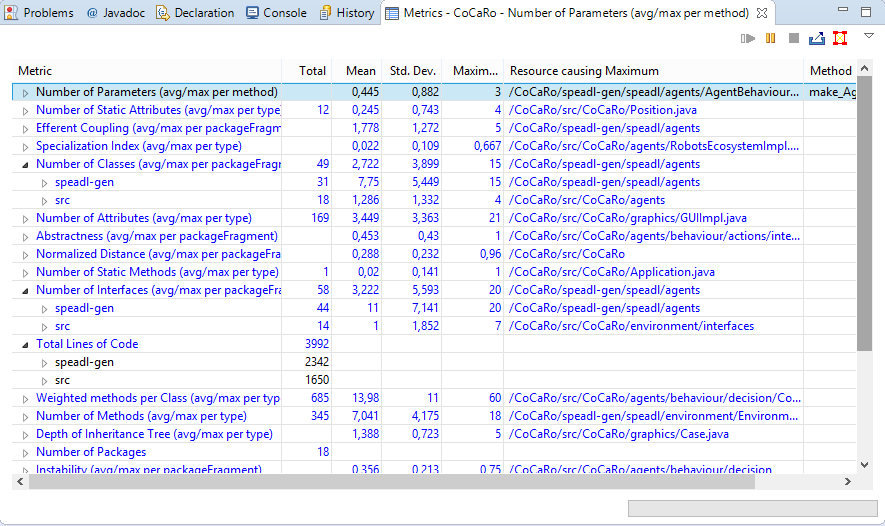 Problems @ Javadoc Declaration Console History Metrics - CoCaRo - Number of Parameters (avg/max per method)
Metric Total Mean Std. Dev. Maxim... Resource causing Maximum Method
Number of Parameters (avg/max per method) 0,445 0,882 3 /CoCaRo/speadl-gen/speadl/agents/AgentBehaviour... make_Ag
Number of Static Attributes (avg/max per type) 12 0,245 0,743 4 /CoCaRo/src/CoCaRo/Position.java
Efferent Coupling (avg/max per packageFragm 1,778 1,272 5 /CoCaRo/speadl-gen/speadl/agents
Specialization Index (avg/max per type) 0,022 0,109 0,667 /CoCaRo/src/CoCaRo/agents/RobotsEcosystemImpl....
Number of Classes (avg/max per packageFragr 49 2,722 3,899 15 /CoCaRo/speadl-gen/speadl/agents
speadl-gen 31 7,75 5,449 15 /CoCaRo/speadl-gen/speadl/agents
src 18 1,286 1,332 4 /CoCaRo/src/CoCaRo/agents
Number of Attributes (avg/max per type) 169 3,449 3,363 21 /CoCaRo/src/CoCaRo/graphics/GUIImpl.java
Abstractness (avg/max per packageFragment) 0,453 0,43 1 /CoCaRo/src/CoCaRo/agents/behaviour/actions/inte...
Normalized Distance (avg/max per packageFra 0,288 0,232 0,96 /CoCaRo/src/CoCaRo
Number of Static Methods (avg/max per type) 1 0,02 0,141 1 /CoCaRo/src/CoCaRo/Application.java
Number of Interfaces (avg/max per packageFra 58 3,222 5,593 20 /CoCaRo/speadl-gen/speadl/agents
speadl-gen 44 11 7,141 20 /CoCaRo/speadl-gen/speadl/agents
src 14 1 1,852 7 /CoCaRo/src/CoCaRo/environment/interfaces
Total Lines of Code 3992
speadl-gen 2342
src 1650
Weighted methods per Class (avg/max per typ 685 13,98 11 60 /CoCaRo/src/CoCaRo/agents/behaviour/decision/Co...
Number of Methods (avg/max per type) 345 7,041 4,175 18 /CoCaRo/speadl-gen/speadl/environment/Environm...
Depth of Inheritance Tree (avg/max per type) 1,388 0,723 5 /CoCaRo/src/CoCaRo/graphics/Case.java
Number of Packages 18
Instability (avg/max per packageFragment) 0,356 0,213 0,75 /CoCaRo/src/CoCaRo/agents/behaviour/decision